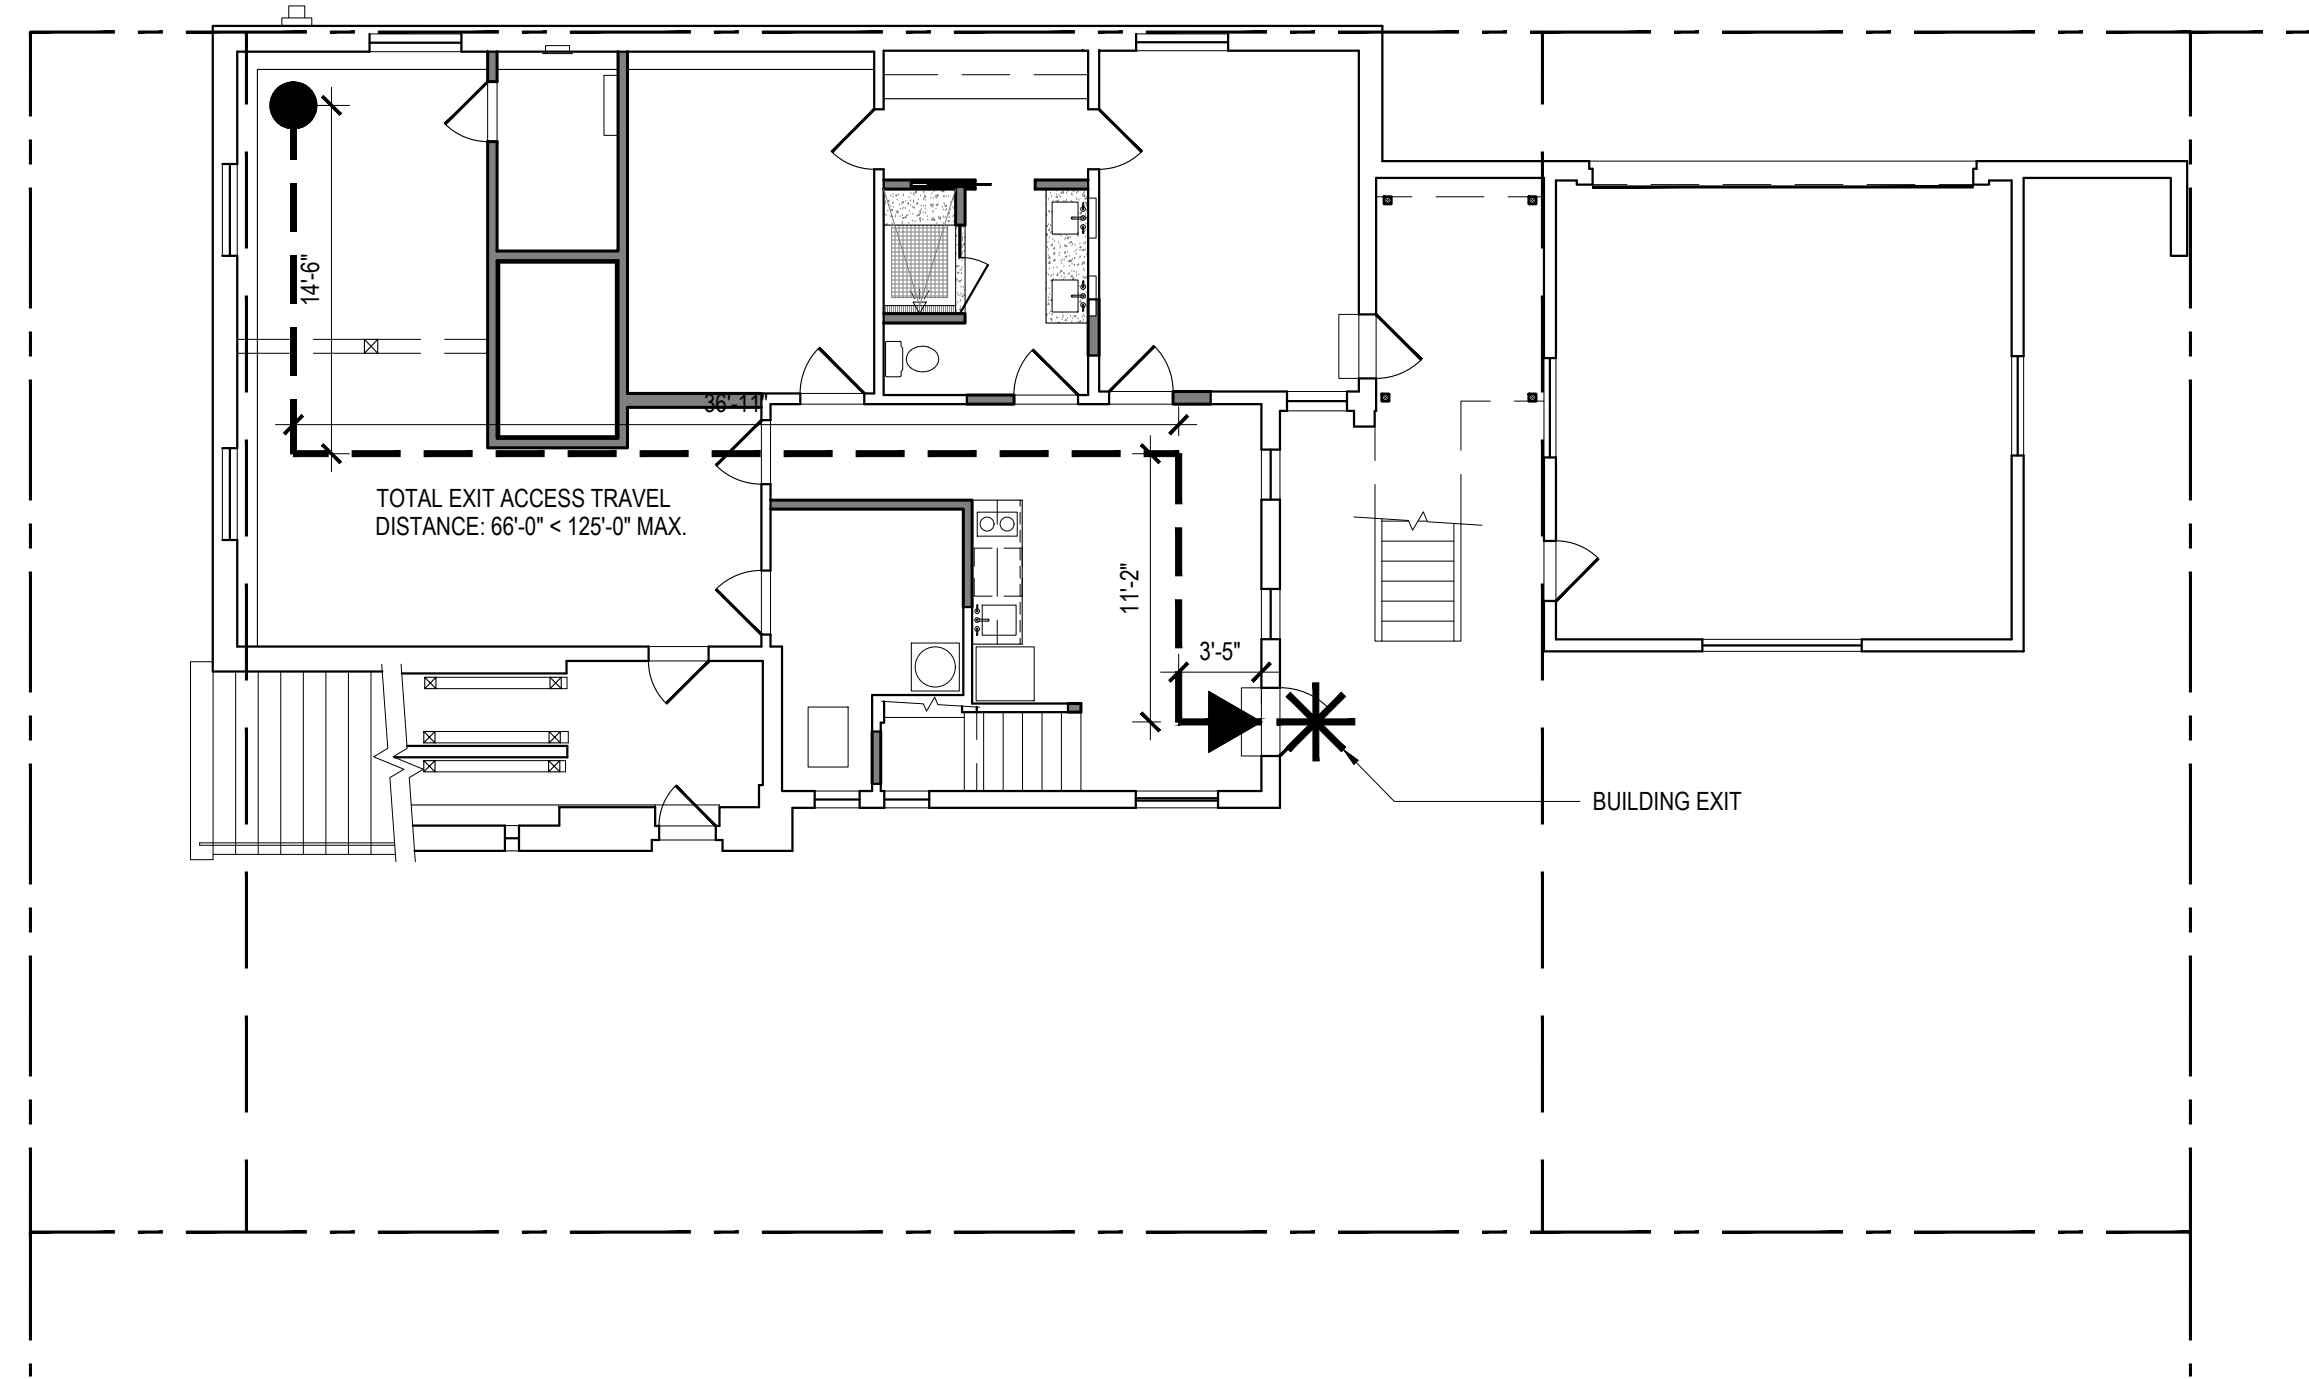 14'-6"
36'-11"
TOTAL EXIT ACCESS TRAVEL
DISTANCE: 66'-0" < 125'-0" MAX.
11'-2"
3'-5"
BUILDING EXIT